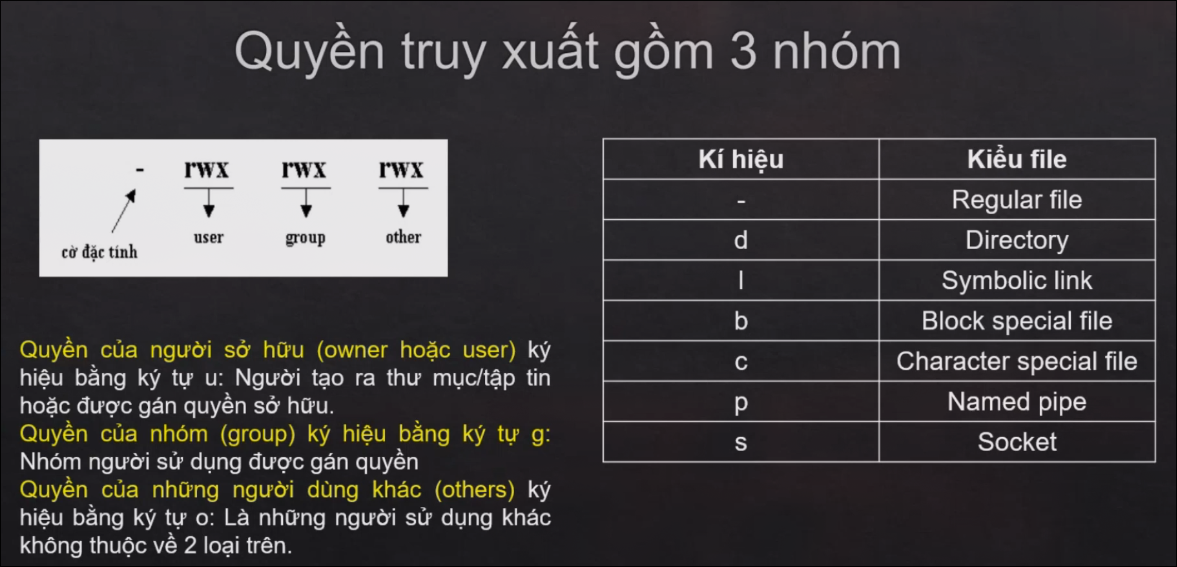 Quyền truy xuất gồm 3 nhóm
- rwx rwx rwx
user group other
cờ đặc tính
Quyền của người sở hữu (owner hoặc user) ký
hiệu bằng ký tự u: Người tạo ra thư mục/tập tin
hoặc được gán quyền sở hữu.
Quyền của nhóm (group) ký hiệu bằng ký tự g:
Nhóm người sử dụng được gán quyền
Quyền của những người dùng khác (others) ký
hiệu bằng ký tự o: Là những người sử dụng khác
không thuộc về 2 loại trên.
Kí hiệu Kiểu file
- Regular file
d Directory
l Symbolic link
b Block special file
c Character special file
p Named pipe
s Socket